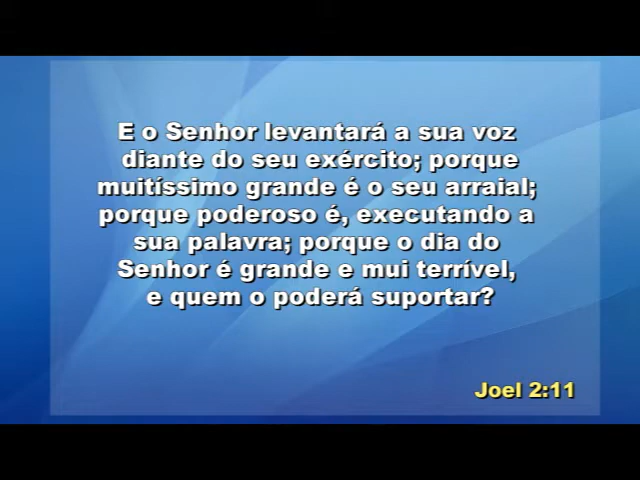 E o Senhor levantará a sua voz
diante do seu exército; porque
muitíssimo grande é o seu arraial;
porque poderoso é, executando a
sua palavra; porque o dia do
Senhor é grande e mui terrível,
e quem o poderá suportar?
Joel 2:11